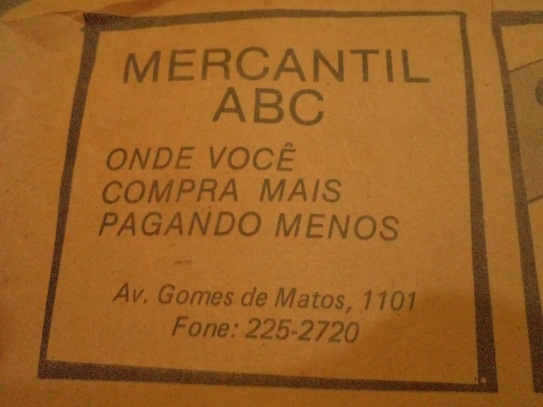 MERCANTIL
ABC
ONDE VOCÊ
COMPRA MAIS
PAGANDO MENOS
Av. Gomes de Matos, 1101
Fone: 225-2720